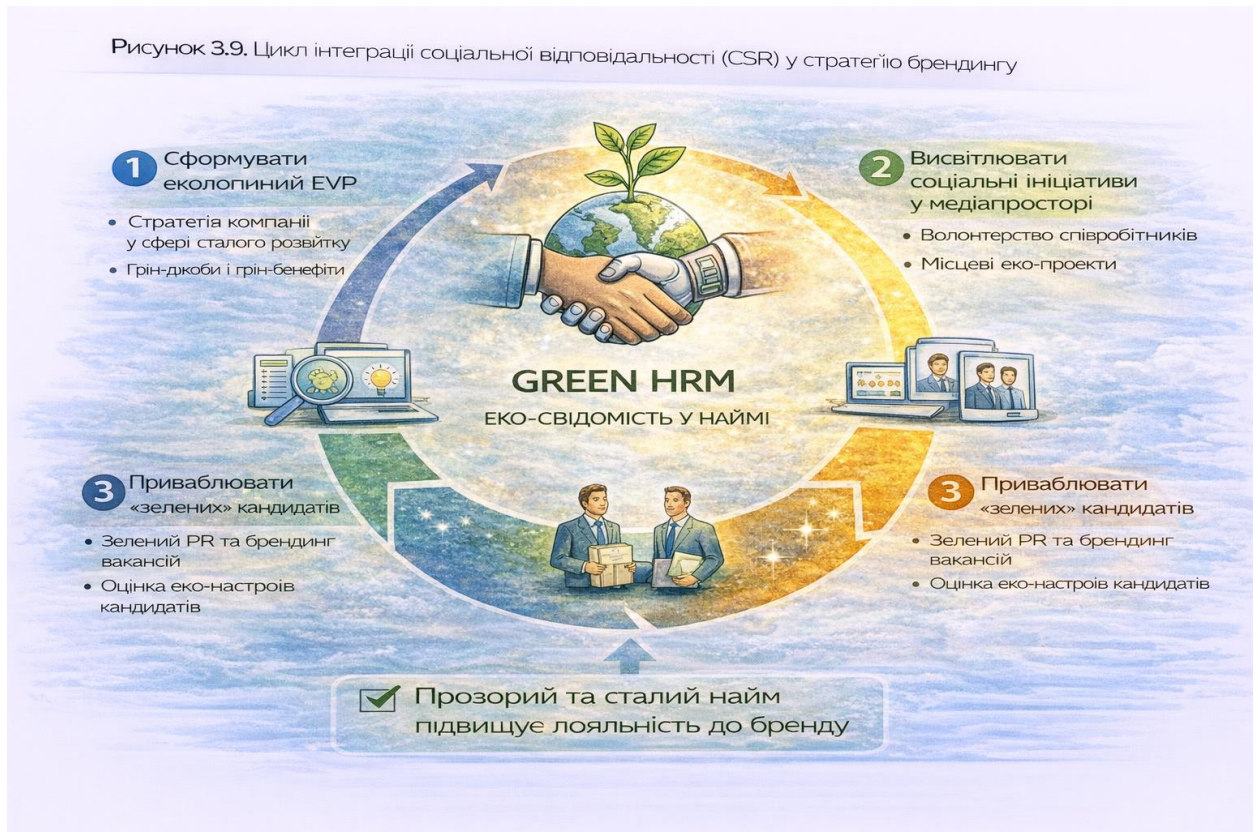 Рисунок 3.9. Цикл інтеграції соціальної відповідальності (CSR) у стратегію брендингу
1 Сформувати
еколопиний EVP
• Стратегія компанії
у сфері сталого розвйтку
• Грін-джоби і грін-бенефіти
2 Висвітлювати
соціальні ініціативи
у медіапросторі
• Волонтерство співробітників
• Місцеві еко-проекти
GREEN HRM
ЕКО-СВІДОМІСТЬ У НАЙМІ
3 Приваблювати
«зелених» кандидатів
• Зелений PR та брендинг
вакансій
• Оцінка еко-настроїв
кандидатів
3 Приваблювати
«зелених» кандидатів
• Зелений PR та брендинг
вакансій
• Оцінка еко-настроїв кандидатів
Прозорий та сталий найм
підвищує лояльність до бренду